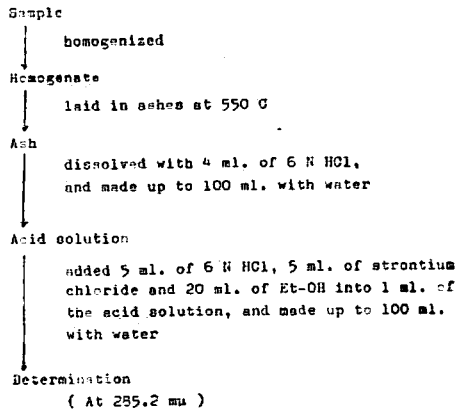 Sample
homogenized
Homogenate
laid in ashes at 550 C
Ash
dissolved with 4 ml. of 6 N HCl,
and made up to 100 ml. with water
Acid solution
added 5 ml. of 6 N HCl, 5 ml. of strontium
chloride and 20 ml. of Et-OH into 1 ml. of
the acid solution, and made up to 100 ml.
with water
Determination
( At 285.2 mu )